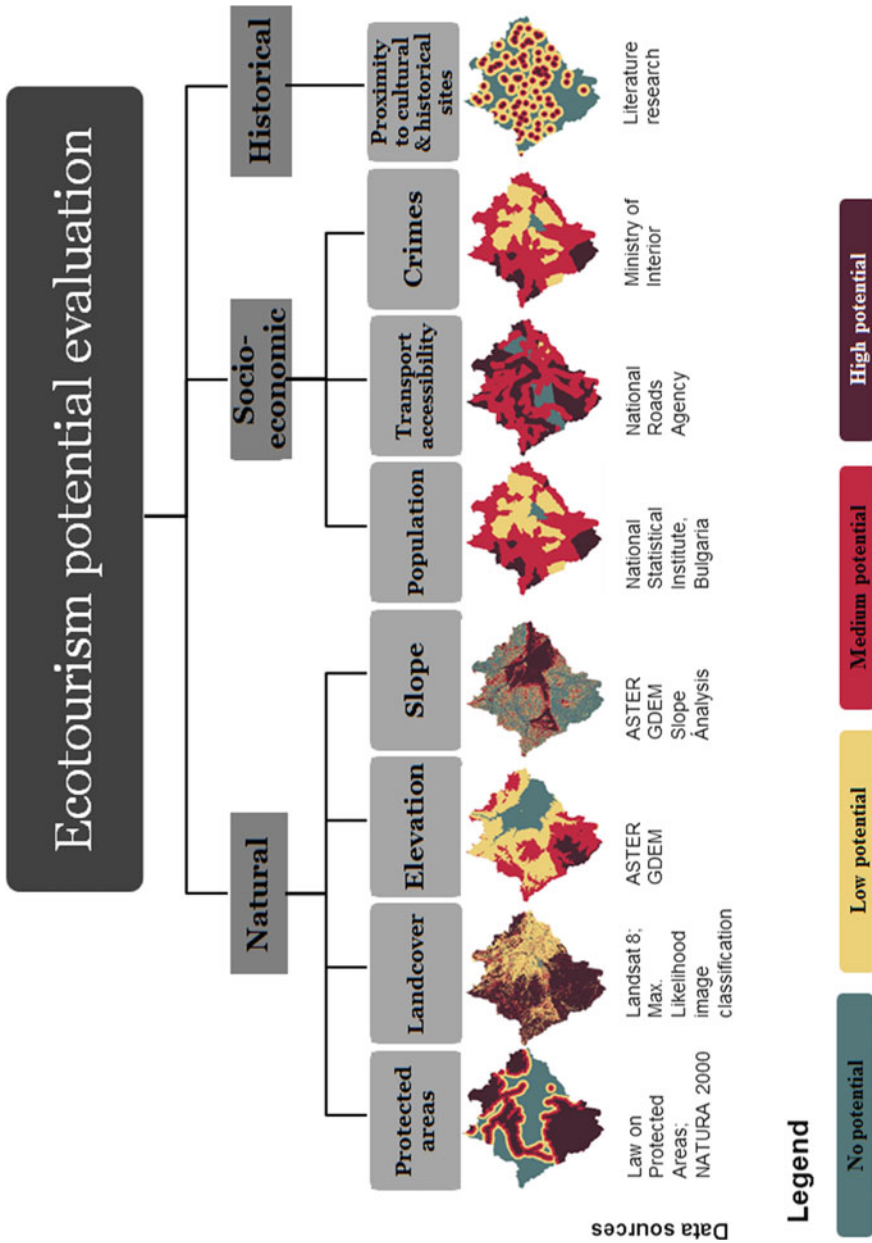 Ecotourism potential evaluation
Natural
Socio-
economic
Historical
Protected
areas
Landcover
Elevation
Slope
Population
Transport
accessibility
Crimes
Proximity
to cultural
& historical
sites
Data sources
Law on
Protected
Areas;
NATURA 2000
Landsat 8;
Max.
Likelihood
image
classification
ASTER
GDEM
ASTER
GDEM
Slope
Analysis
National
Statistical
Institute,
Bulgaria
National
Roads
Agency
Ministry of
Interior
Literature
research
Legend
No potential
Low potential
Medium potential
High potential